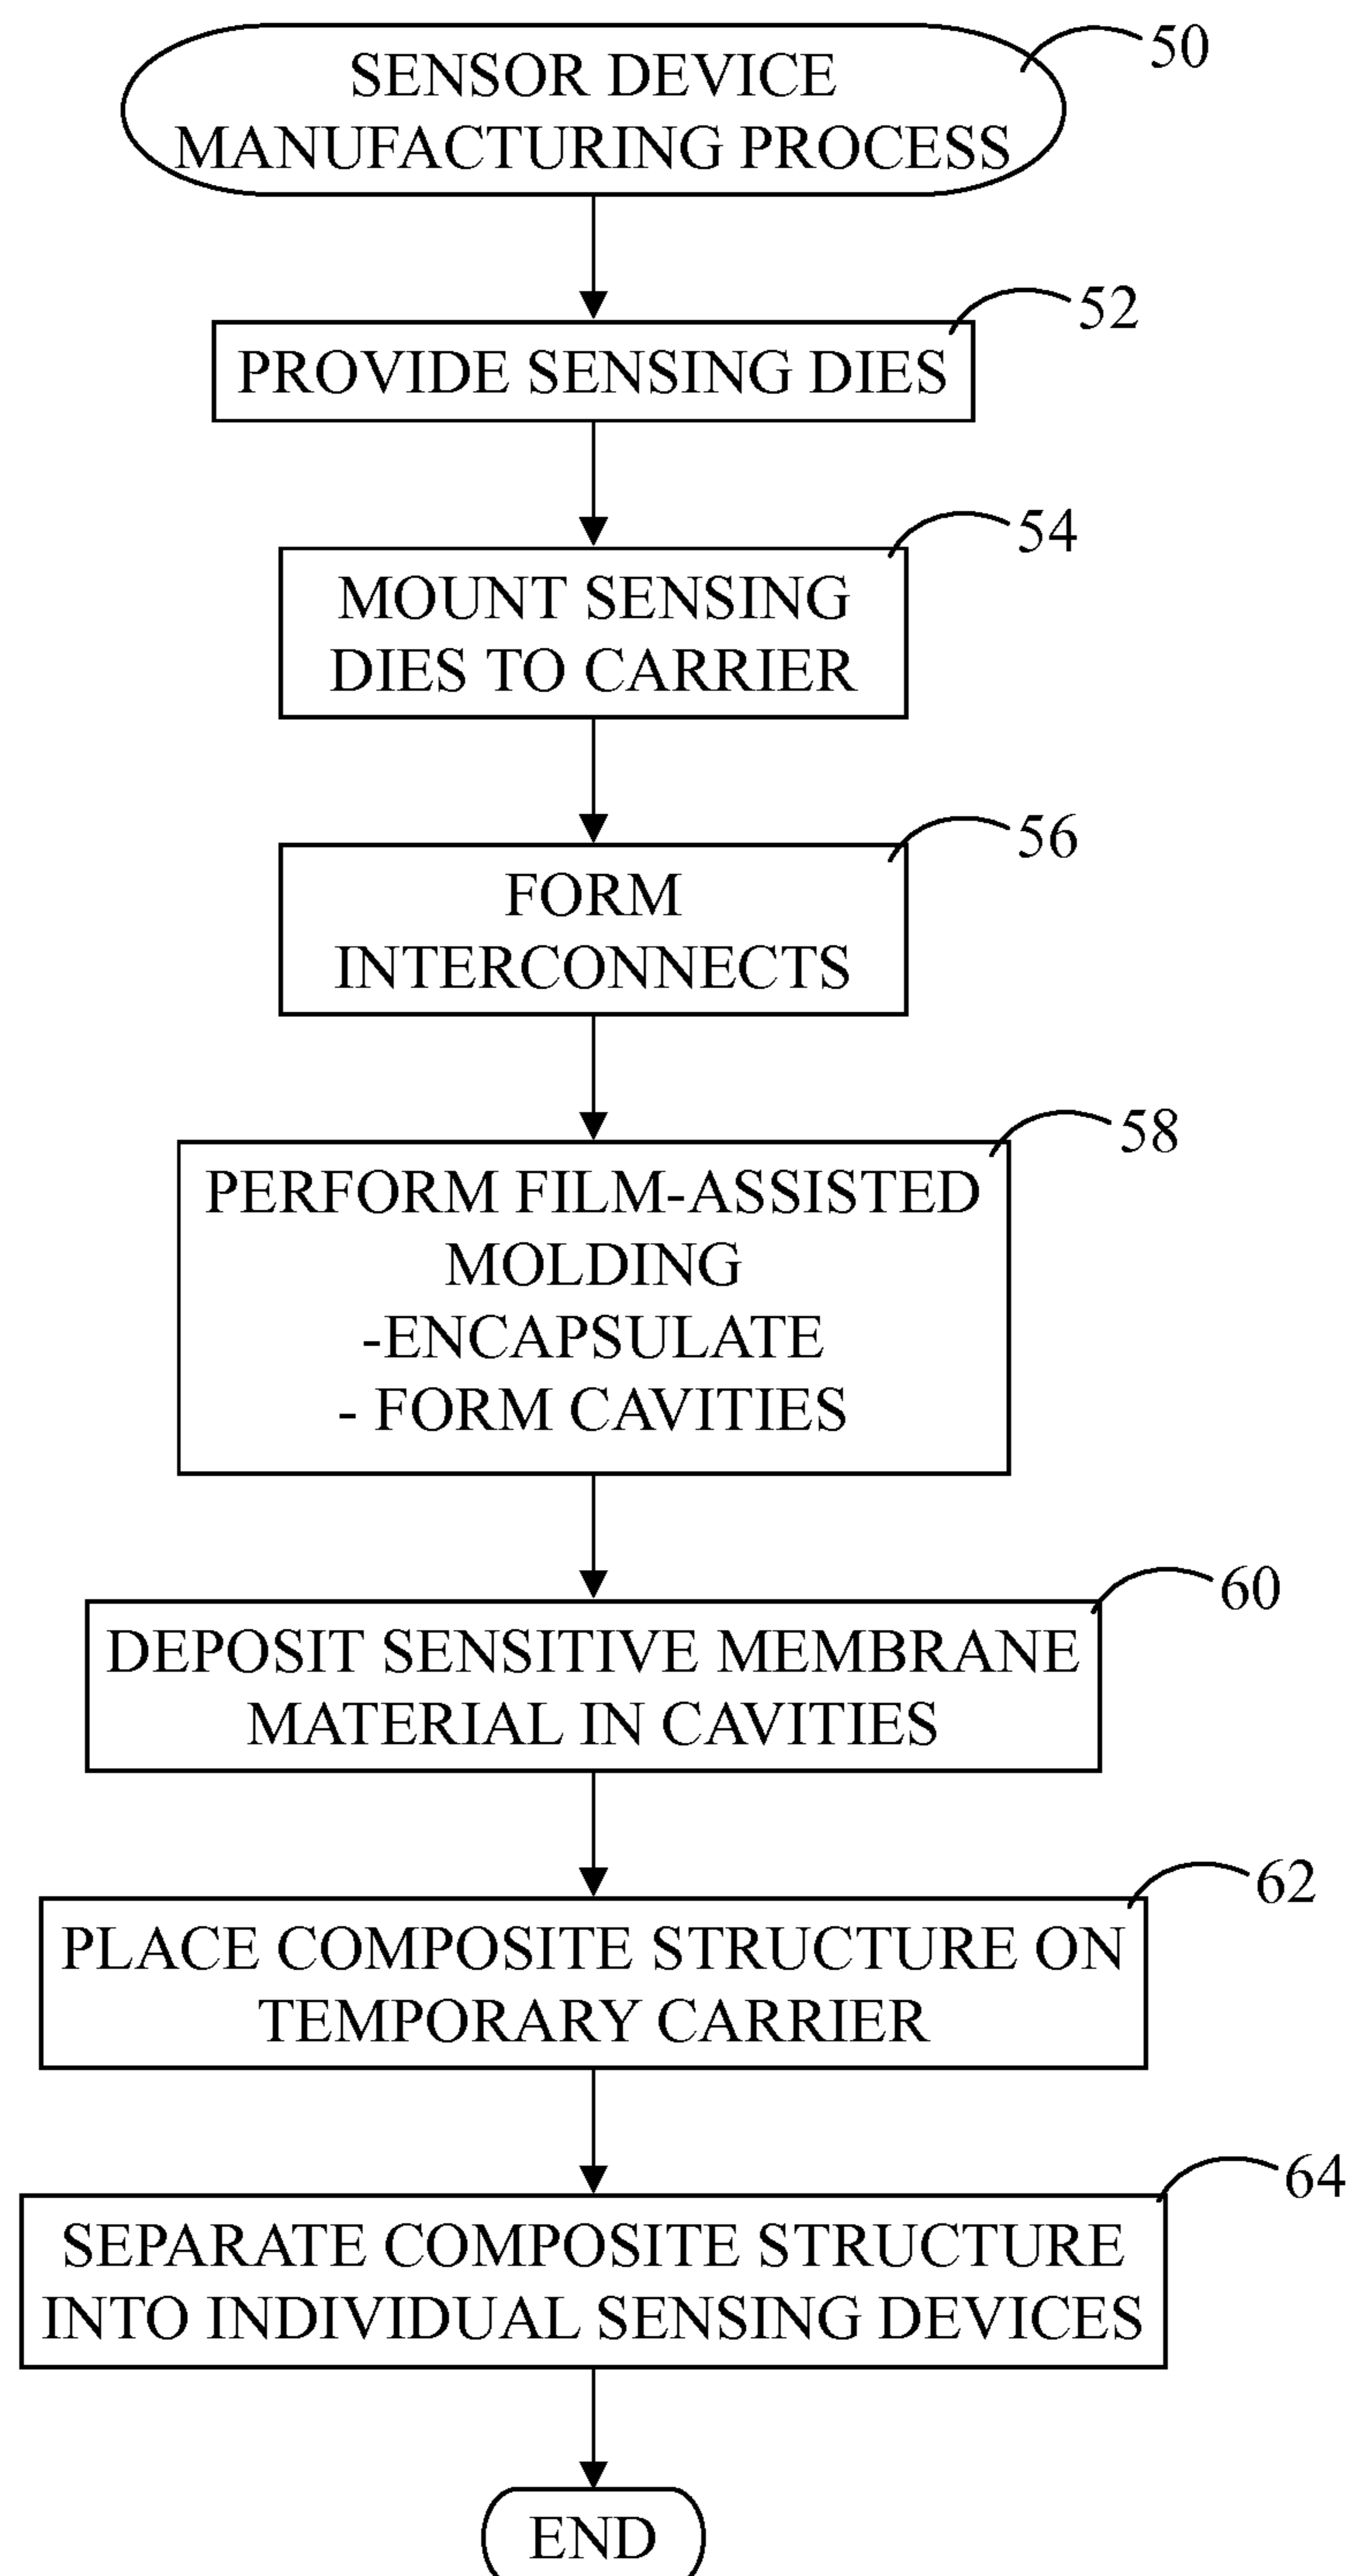 50
SENSOR DEVICE
MANUFACTURING PROCESS
52
PROVIDE SENSING DIES
54
MOUNT SENSING
DIES TO CARRIER
56
FORM
INTERCONNECTS
58
PERFORM FILM-ASSISTED
MOLDING
-ENCAPSULATE
- FORM CAVITIES
60
DEPOSIT SENSITIVE MEMBRANE
MATERIAL IN CAVITIES
62
PLACE COMPOSITE STRUCTURE ON
TEMPORARY CARRIER
64
SEPARATE COMPOSITE STRUCTURE
INTO INDIVIDUAL SENSING DEVICES
END